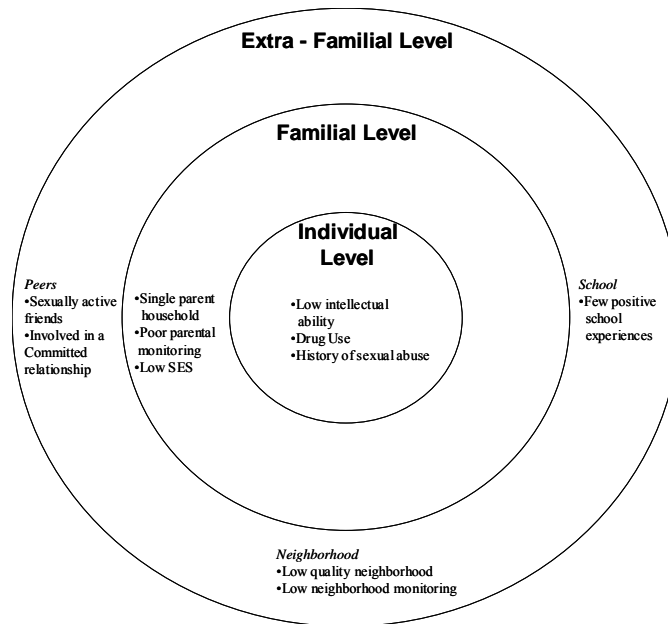 Extra - Familial Level
Familial Level
Individual
Level
Peers
•Sexually active
friends
•Involved in a
Committed
relationship
•Single parent
household
•Poor parental
monitoring
•Low SES
•Low intellectual
ability
•Drug Use
•History of sexual abuse
School
•Few positive
school
experiences
Neighborhood
•Low quality neighborhood
•Low neighborhood monitoring